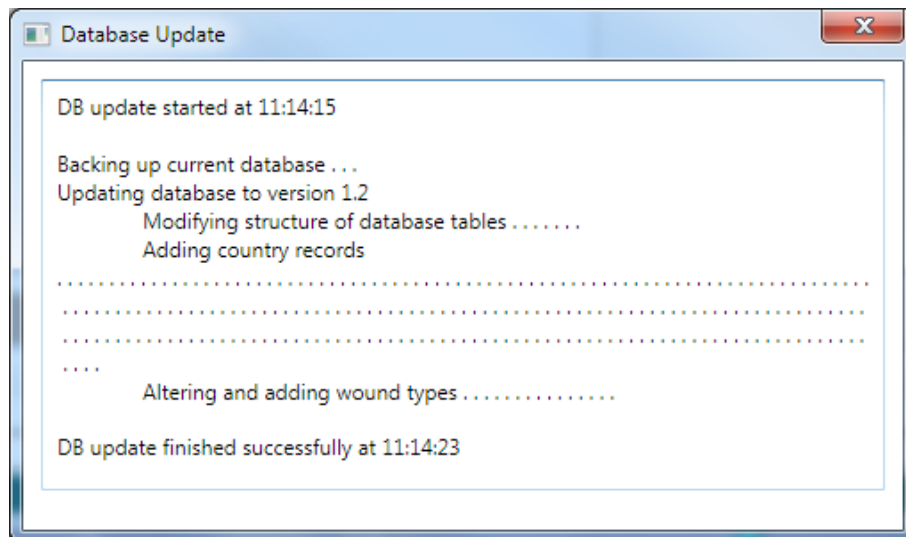 Database Update
DB update started at 11:14:15
Backing up current database . . .
Updating database to version 1.2
Modifying structure of database tables . . . . . . .
Adding country records
. . . . . . . . . . . . . . . . . . . . . . . . . . . . . . . . . . . . . . . . . . . . . . . . . . . . . . . . . . . . . . . . . . . . . . . . . . . . . . .
. . . . . . . . . . . . . . . . . . . . . . . . . . . . . . . . . . . . . . . . . . . . . . . . . . . . . . . . . . . . . . . . . . . . . . . . . . . . . .
. . . . . . . . . . . . . . . . . . . . . . . . . . . . . . . . . . . . . . . . . . . . . . . . . . . . . . . . . . . . . . . . . . . . . . . . . . . . . .
. . . .
Altering and adding wound types . . . . . . . . . . . . . . .
DB update finished successfully at 11:14:23